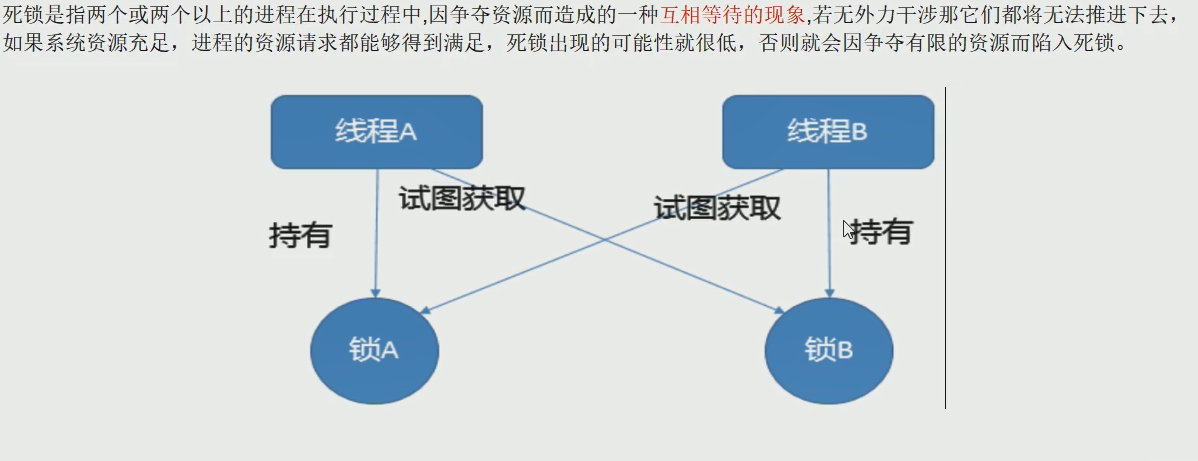 死锁是指两个或两个以上的进程在执行过程中,因争夺资源而造成的一种互相等待的现象,若无外力干涉那它们都将无法推进下去,
如果系统资源充足，进程的资源请求都能够得到满足，死锁出现的可能性就很低，否则就会因争夺有限的资源而陷入死锁。
线程A
线程B
试图获取
试图获取
持有
持有
锁A
锁B